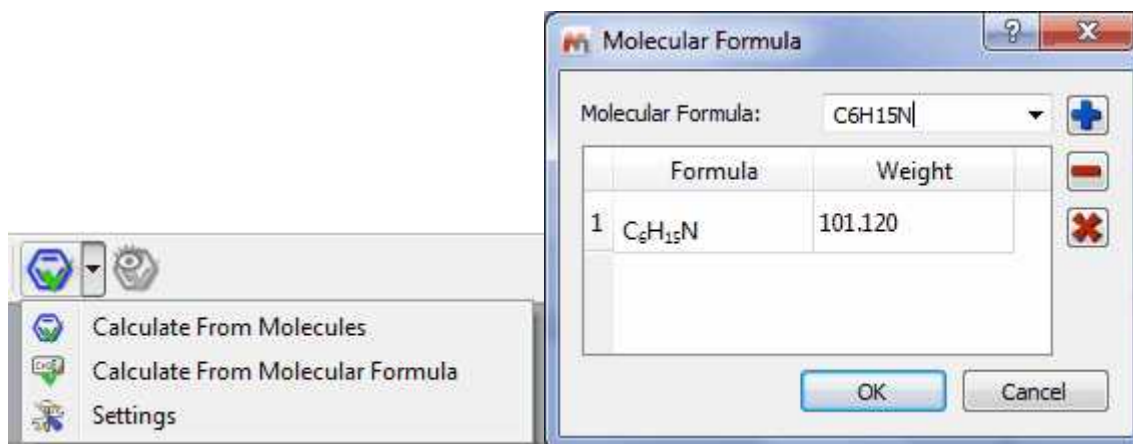 Molecular Formula
Molecular Formula: C6H15N
Formula Weight
1 C₆H₁₅N 101.120
OK Cancel
Calculate From Molecules
Calculate From Molecular Formula
Settings